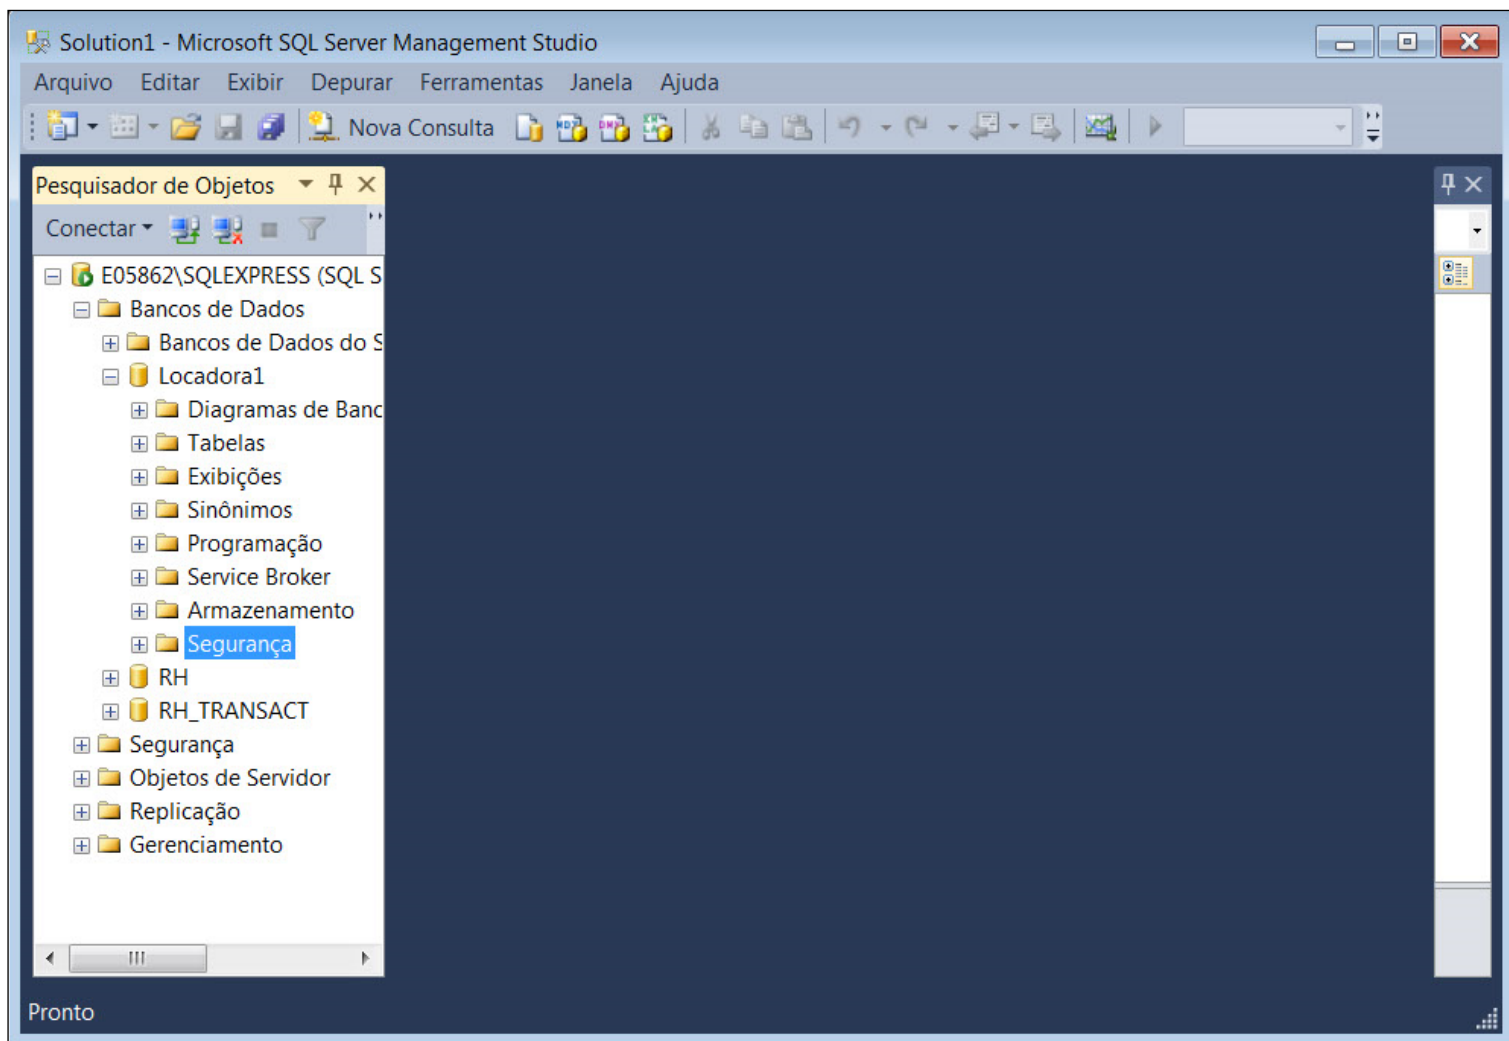 Solution1 - Microsoft SQL Server Management Studio
Arquivo Editar Exibir Depurar Ferramentas Janela Ajuda
Nova Consulta
Pesquisador de Objetos
Conectar
E05862\SQLEXPRESS (SQL S
Bancos de Dados
Bancos de Dados do S
Locadora1
Diagramas de Banc
Tabelas
Exibições
Sinônimos
Programação
Service Broker
Armazenamento
Segurança
RH
RH_TRANSACT
Segurança
Objetos de Servidor
Replicação
Gerenciamento
Pronto